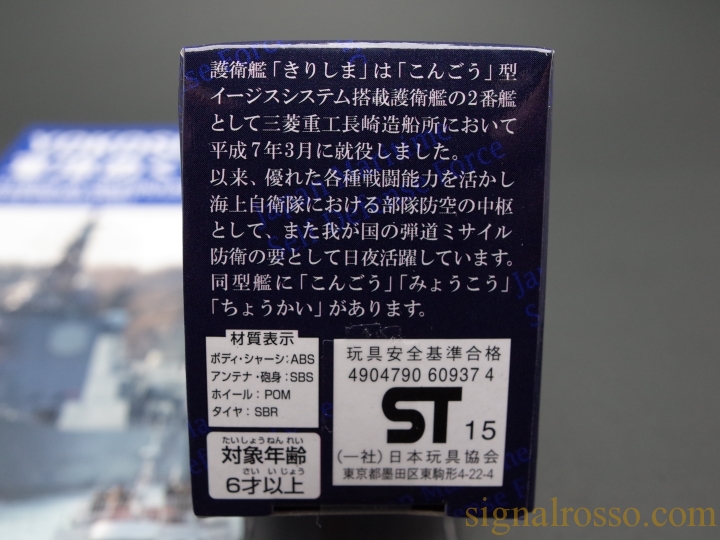 護衛艦「きりしま」は「こんごう」型
イージスシステム搭載護衛艦の2番艦
として三菱重工長崎造船所において
平成7年3月に就役しました。
以来、優れた各種戦闘能力を活かし
海上自衛隊における部隊防空の中枢
として、また我が国の弾道ミサイル
防衛の要として日夜活躍しています。
同型艦に「こんごう」「みょうこう」
「ちょうかい」があります。
材質表示
ボディ・シャーシ:ABS
アンテナ・砲身:SBS
ホイール:POM
タイヤ:SBR
たいしょうねんれい
対象年齢
さいいじょう
6才以上
玩具安全基準合格
4904790 60937 4
ST 15
(一社)日本玩具協会
東京都墨田区東駒形4-22-4
signalrosso.com